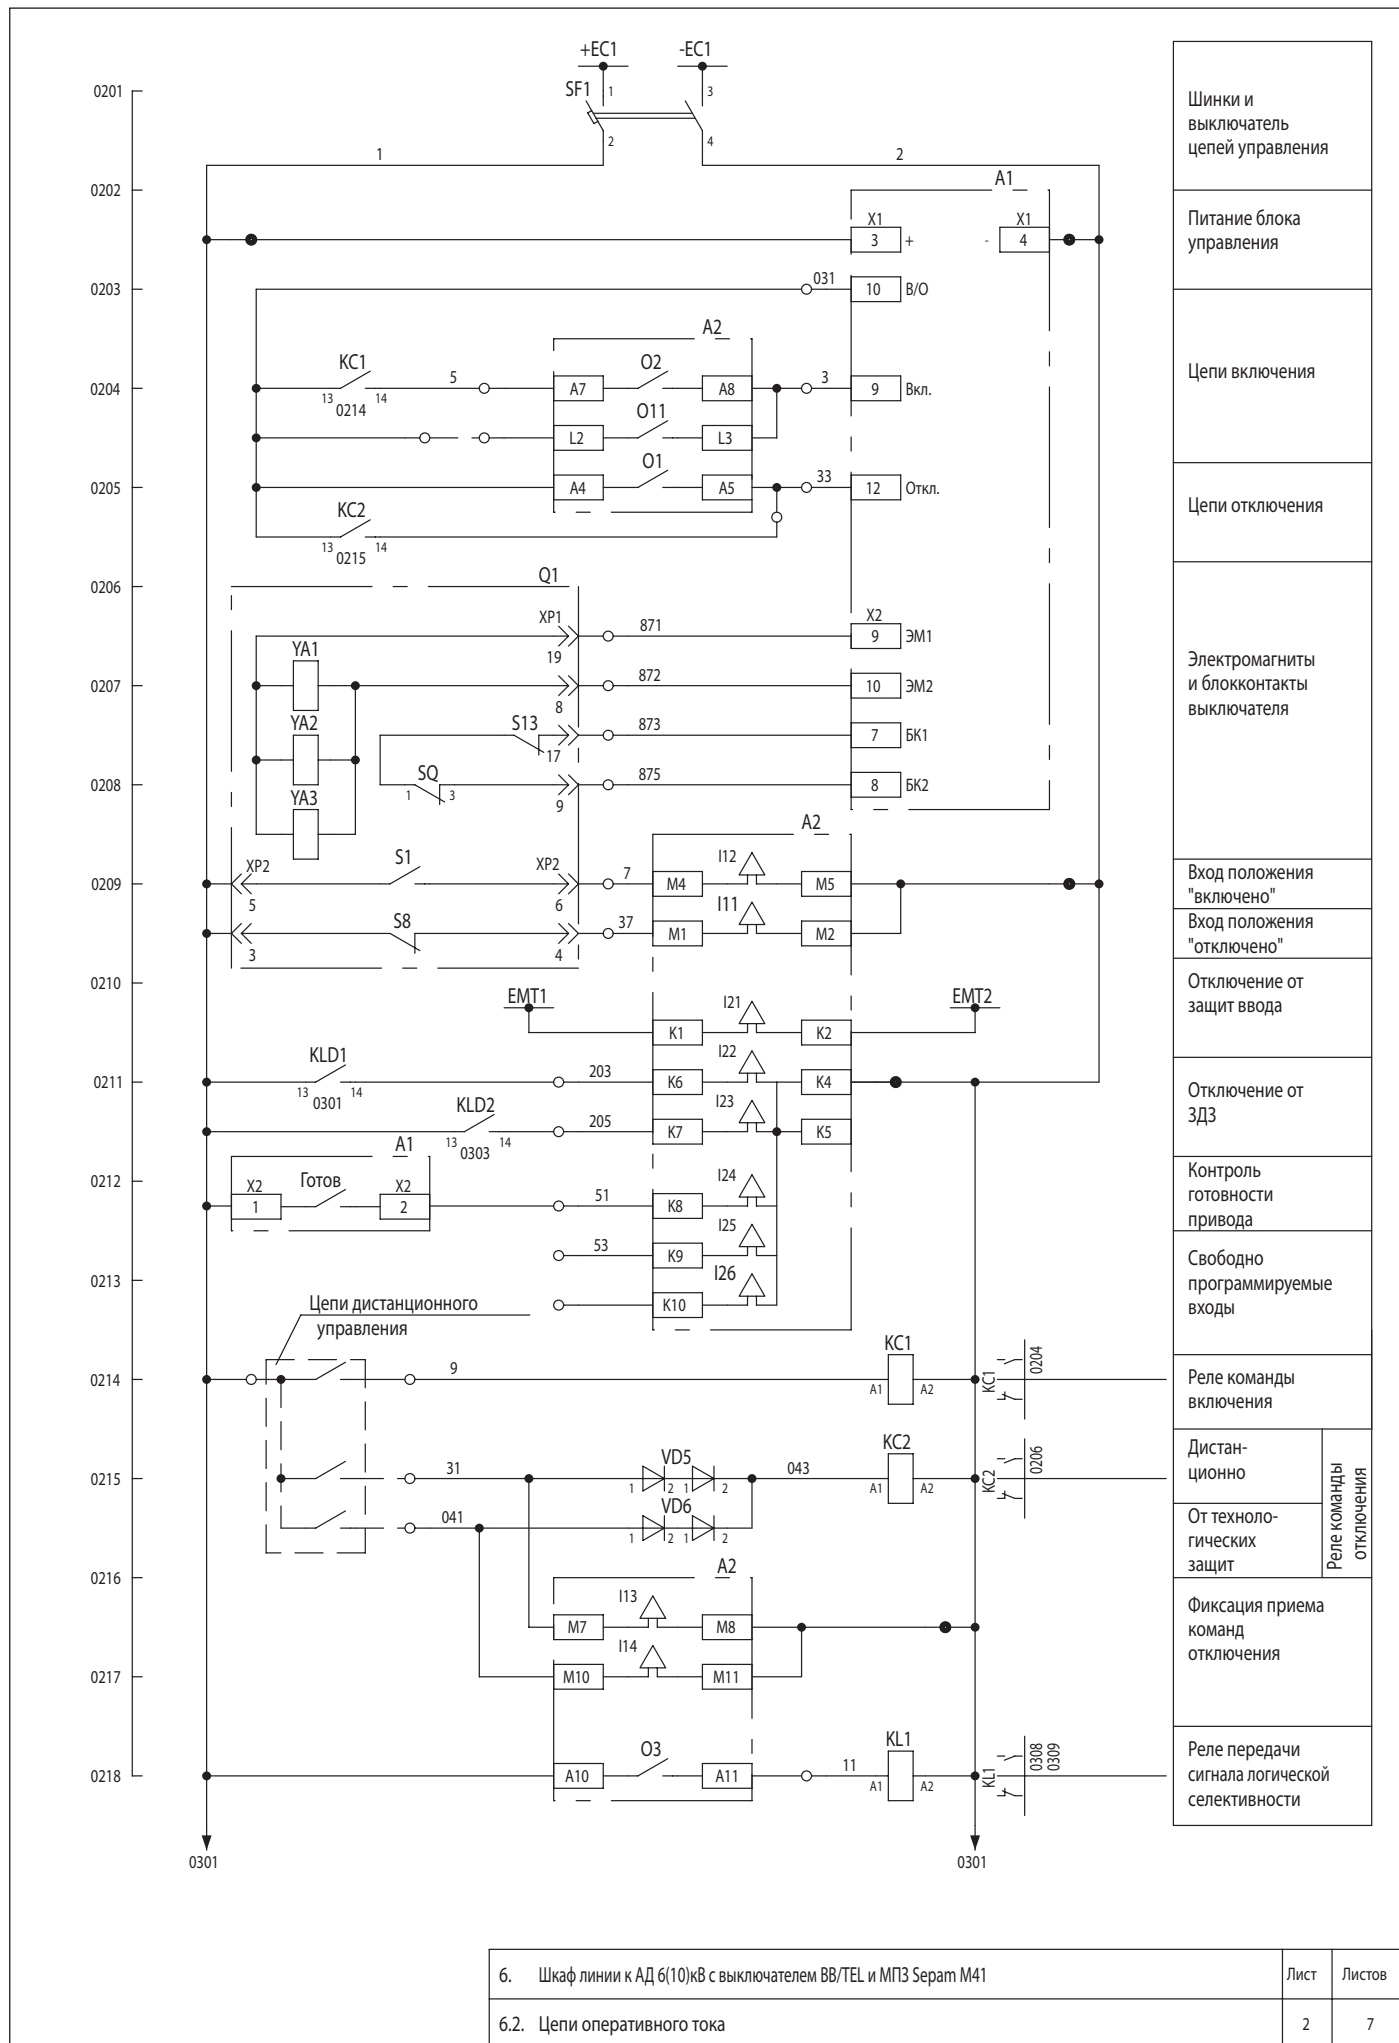 +EC1
-EC1
0201
SF1
1
3
2
4
Шинки и
выключатель
цепей управления
1
2
0202
A1
X1
3
+
-
X1
4
Питание блока
управления
0203
031
10
В/О
A2
0204
KC1
13
14
0214
5
A7
O2
A8
3
9
Вкл.
Цепи включения
L2
O11
L3
0205
A4
O1
A5
33
12
Откл.
Цепи отключения
KC2
13
14
0215
0206
Q1
XP1
19
871
X2
9
ЭМ1
0207
YA1
8
872
10
ЭМ2
Электромагниты
и блокконтакты
выключателя
YA2
S13
17
873
7
БК1
0208
SQ
1
3
9
875
8
БК2
YA3
A2
0209
XP2
5
S1
XP2
6
7
M4
I12
M5
Вход положения
"включено"
3
S8
4
37
M1
I11
M2
Вход положения
"отключено"
0210
EMT1
EMT2
K1
I21
K2
Отключение от
защит ввода
0211
KLD1
13
14
0301
203
K6
I22
K4
Отключение от
ЗДЗ
KLD2
13
14
0303
205
K7
I23
K5
0212
A1
X2
1
Готов
X2
2
51
K8
I24
Контроль
готовности
привода
53
K9
I25
0213
K10
I26
Свободно
программируемые
входы
Цепи дистанционного
управления
0214
9
KC1
A1
A2
KC1
0204
Реле команды
включения
0215
31
VD5
1
2
1
2
043
KC2
A1
A2
KC2
0206
Дистан-
ционно
041
VD6
1
2
1
2
От техноло-
гических
защит
Реле команды
отключения
0216
A2
M7
I13
M8
Фиксация приема
команд
отключения
0217
M10
I14
M11
0218
A10
O3
A11
11
KL1
A1
A2
KL1
0308
0309
Реле передачи
сигнала логической
селективности
0301
0301
6. Шкаф линии к АД 6(10)кВ с выключателем BB/TEL и МПЗ Sepam M41
Лист
Листов
6.2. Цепи оперативного тока
2
7